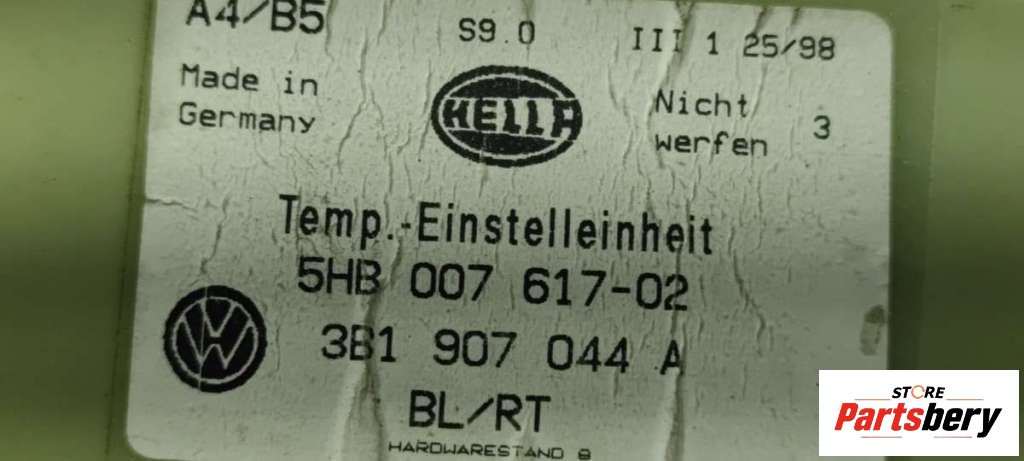 A4/B5 S9.0 III 1 25/98
Made in Germany
HELLA
Nicht werfen 3
Temp.-Einstelleinheit
5HB 007 617-02
VW
3B1 907 044 A
BL/RT
HARDWARESTAND 8
STORE
Partsbery